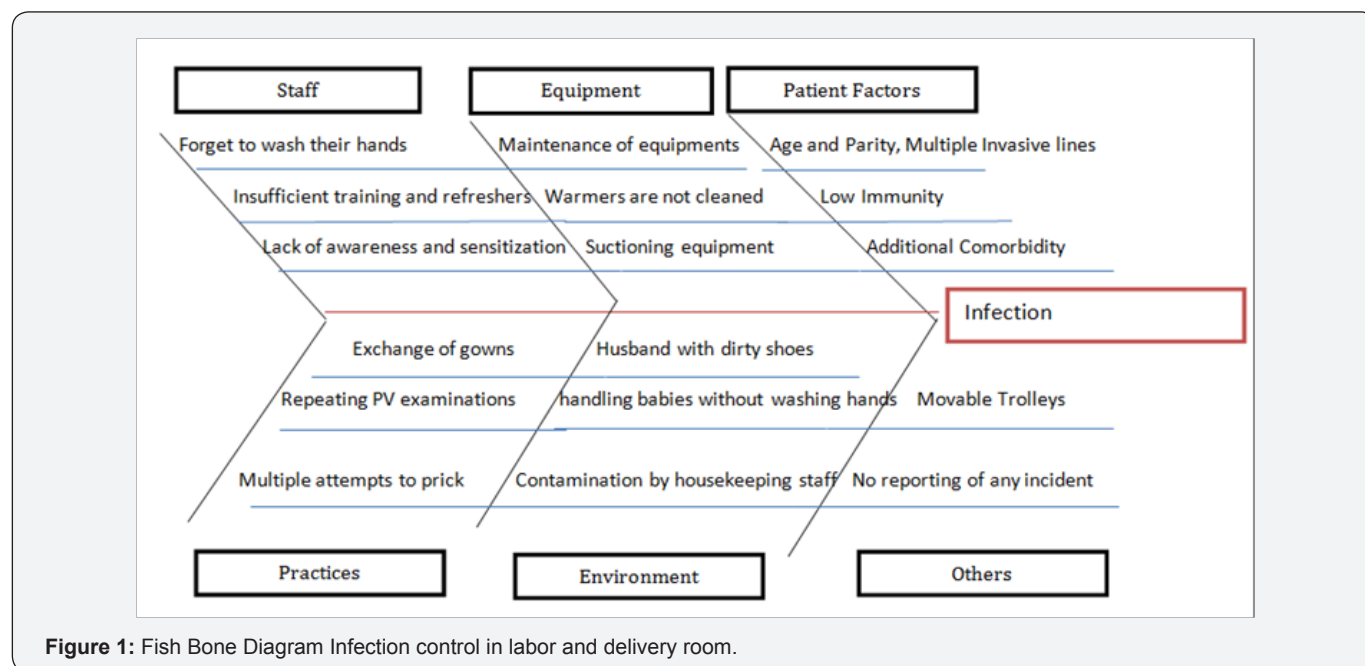 Staff Equipment Patient Factors
Forget to wash their hands Maintenance of equipments Age and Parity, Multiple Invasive lines
Insufficient training and refreshers Warmers are not cleaned Low Immunity
Lack of awareness and sensitization Suctioning equipment Additional Comorbidity
Infection
Exchange of gowns Husband with dirty shoes
Repeating PV examinations handling babies without washing hands Movable Trolleys
Multiple attempts to prick Contamination by housekeeping staff No reporting of any incident
Practices Environment Others
Figure 1: Fish Bone Diagram Infection control in labor and delivery room.